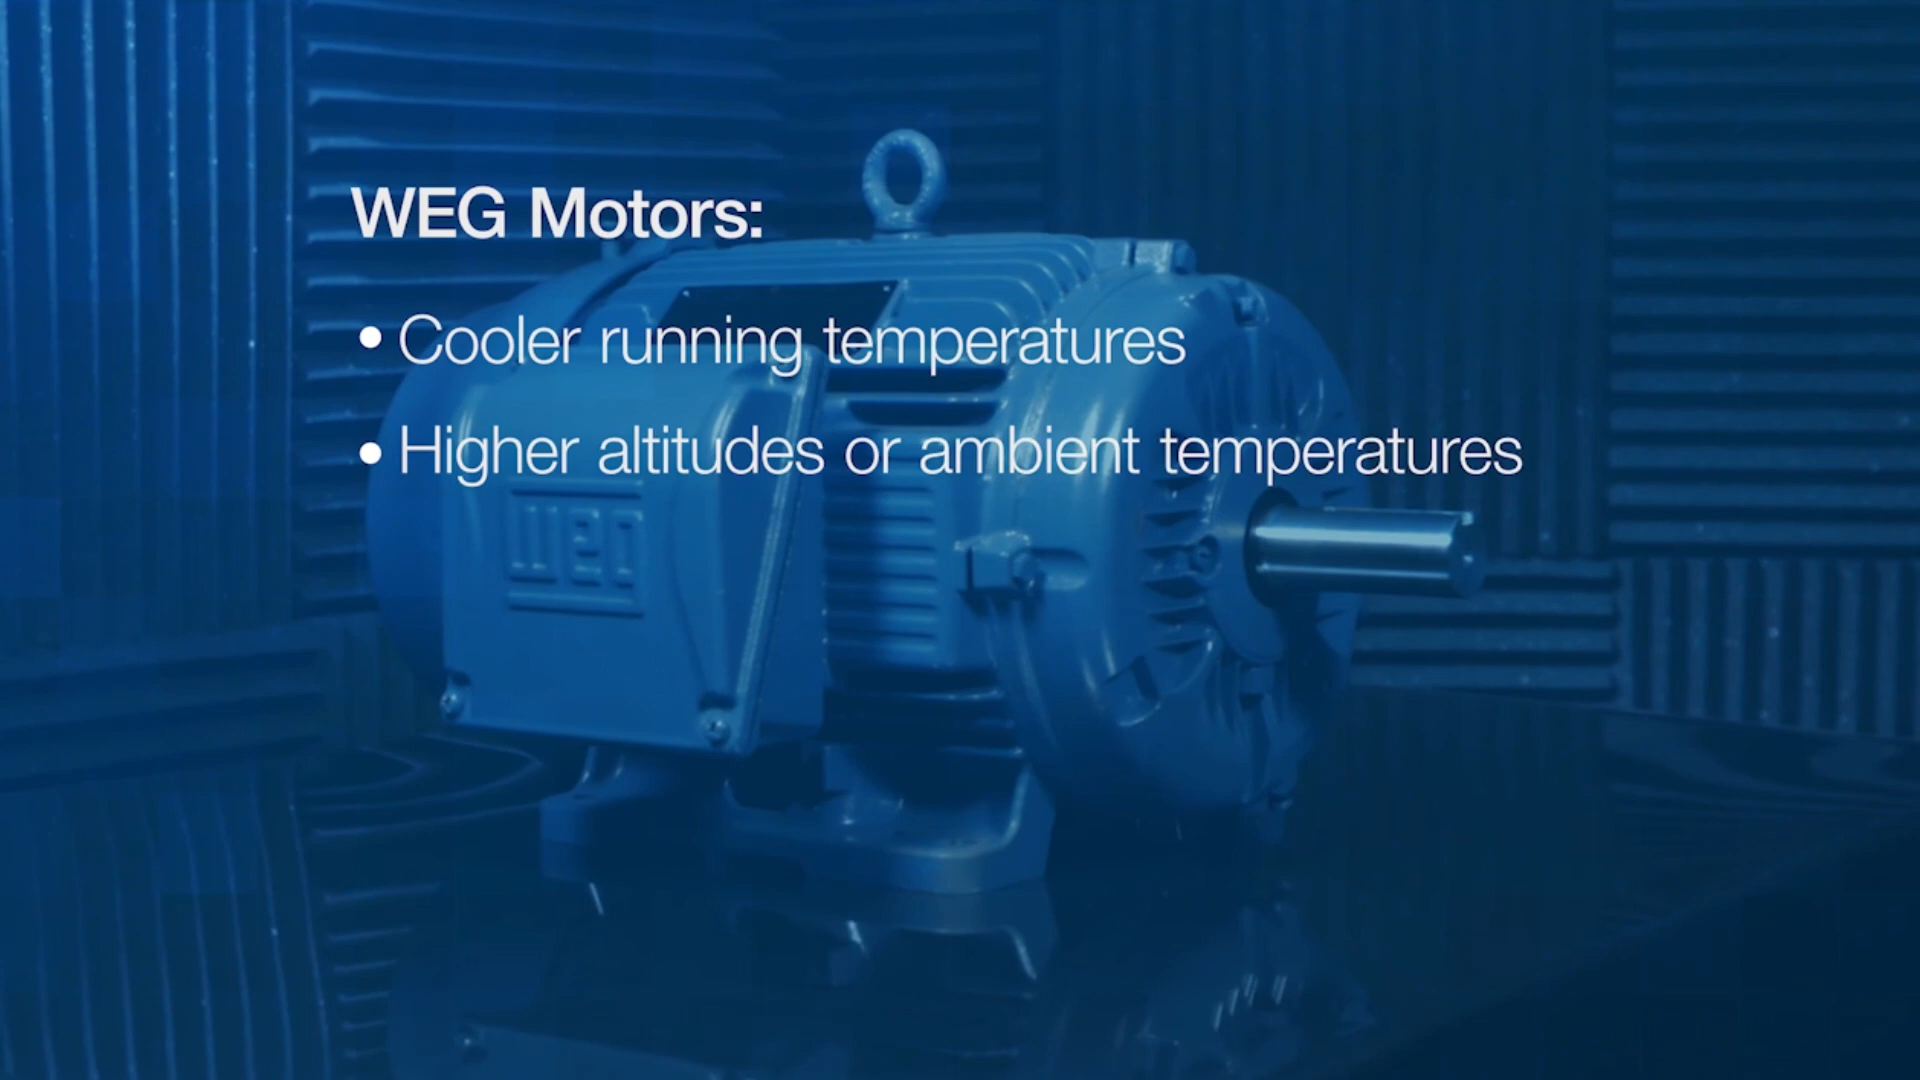 WEG Motors:
• Cooler running temperatures
• Higher altitudes or ambient temperatures
WEG